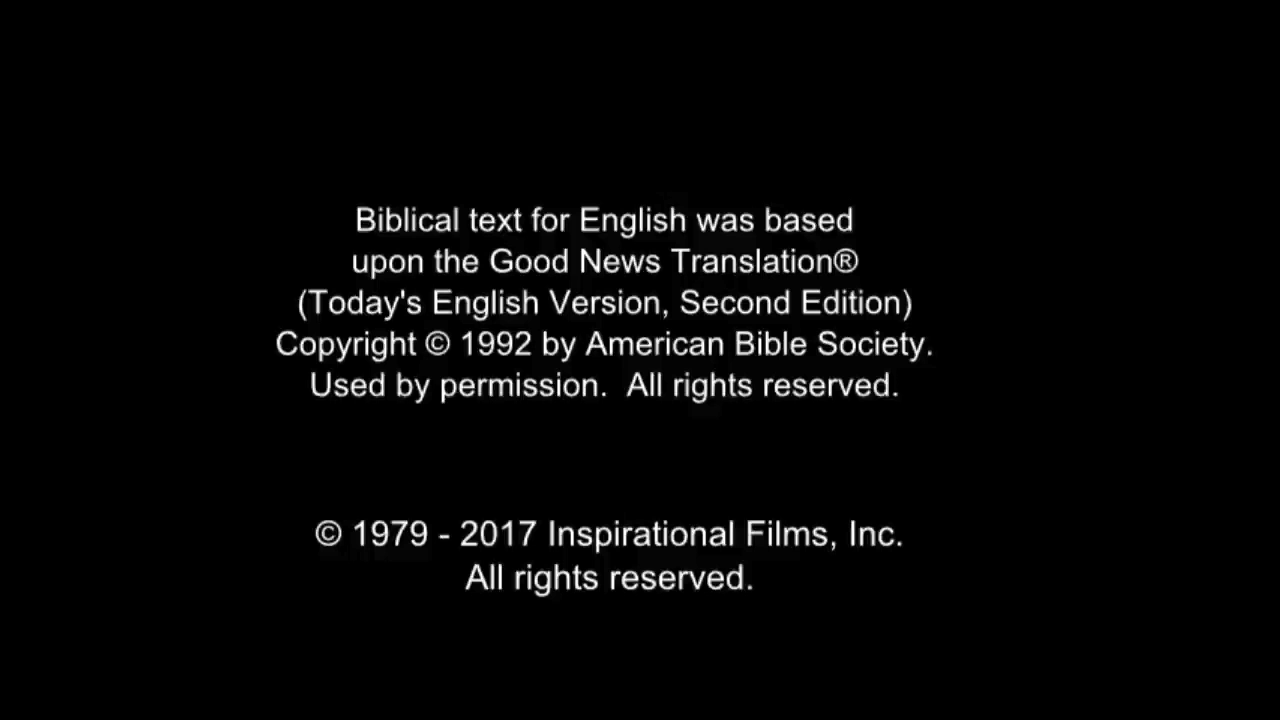 Biblical text for English was based
upon the Good News Translation®
(Today's English Version, Second Edition)
Copyright © 1992 by American Bible Society.
Used by permission.  All rights reserved.
© 1979 - 2017 Inspirational Films, Inc.
All rights reserved.